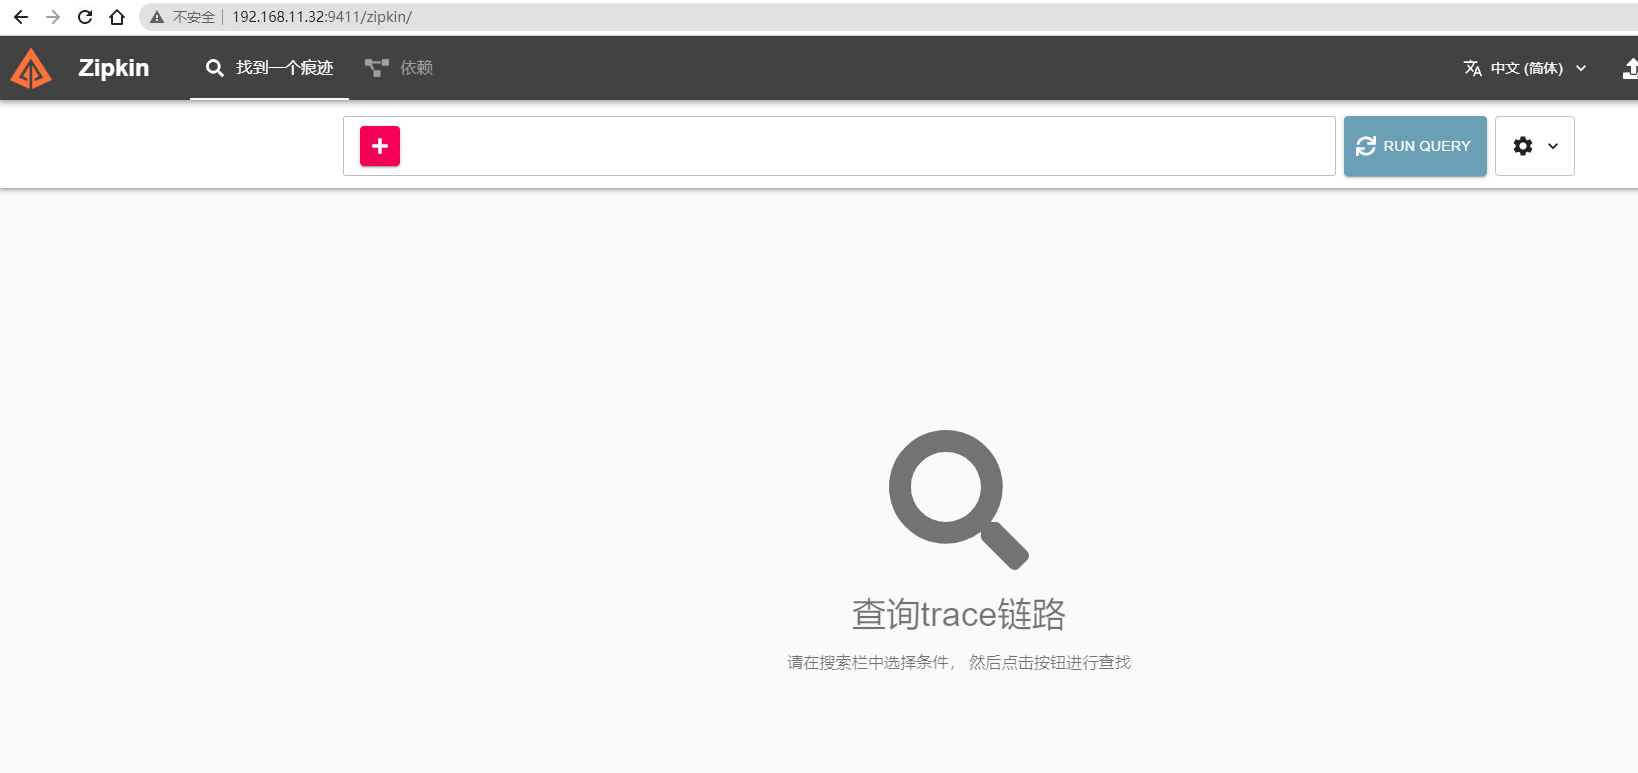 不安全 192.168.11.32:9411/zipkin/
Zipkin 找到一个痕迹 依赖 中文 (简体)
RUN QUERY
查询trace链路
请在搜索栏中选择条件， 然后点击按钮进行查找